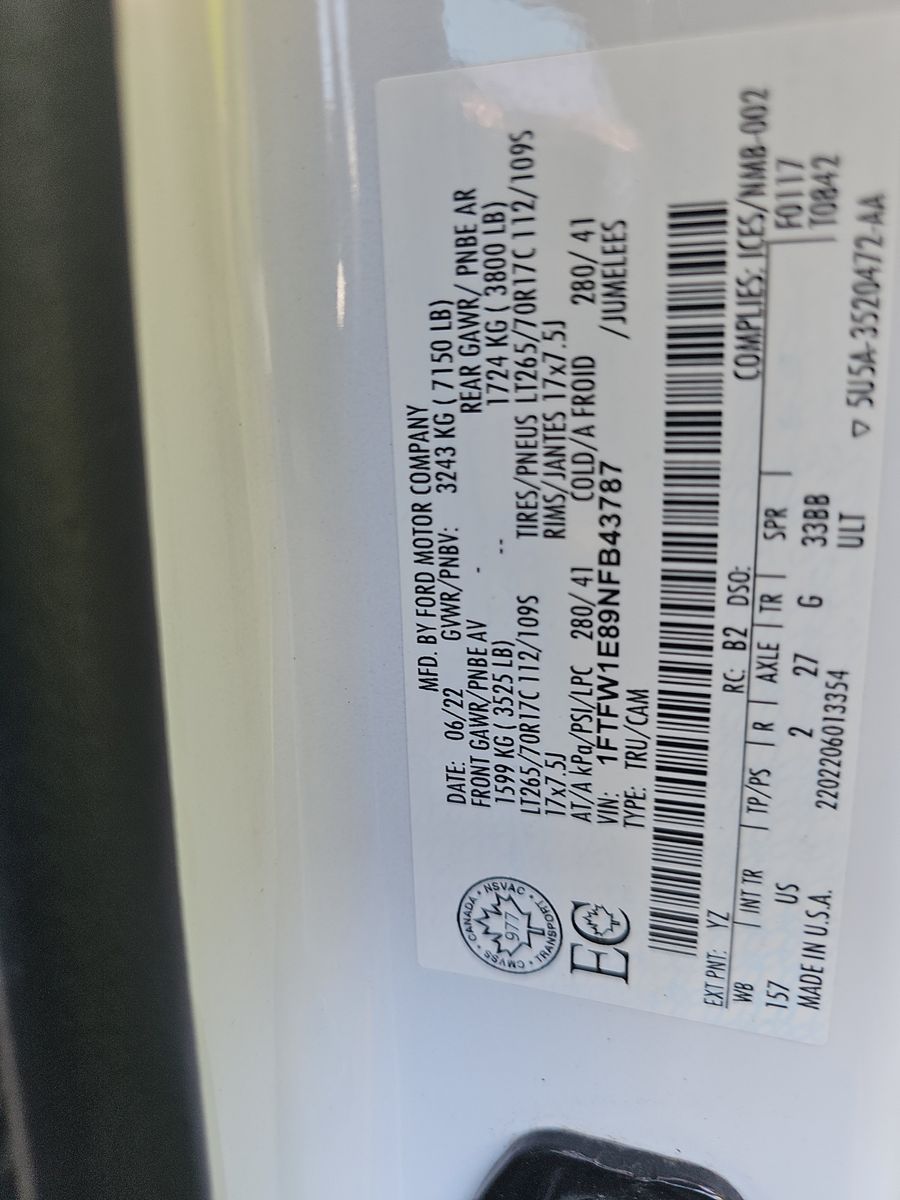 MFD. BY FORD MOTOR COMPANY
DATE: 06/22 GVWR/PNBV: 3243 KG ( 7150 LB)
FRONT GAWR/PNBE AV - REAR GAWR/ PNBE AR
1599 KG ( 3525 LB) -- 1724 KG ( 3800 LB)
LT265/70R17C 112/109S TIRES/PNEUS LT265/70R17C 112/109S
17x7.5J RIMS/JANTES 17x7.5J
AT/A kPa/PSI/LPC 280/ 41 COLD/A FROID 280/ 41
VIN: 1FTFW1E89NFB43787 /JUMELEES
TYPE: TRU/CAM
CANADA • NSVAC • TRANSPORT • CMVSS
977
EC
EXT PNT: YZ RC: B2 DSO: COMPLIES: ICES/NMB-002
WB | INT TR | TP/PS | R | AXLE | TR | SPR | F0117
157 US 2 27 G 33BB T0842
MADE IN U.S.A. 2202206013354 ULT
▽ 5U5A-3520472-AA